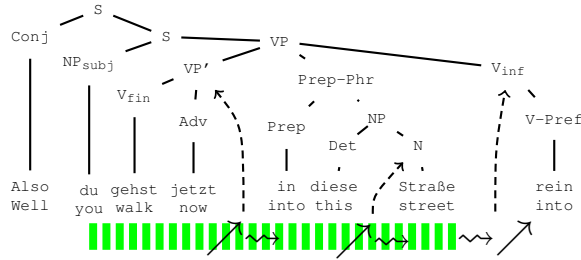 S
Conj S VP
NPsubj VP' Vinf
Prep-Phr
Vfin
Adv Prep NP V-Pref
Det N
Also du gehst jetzt in diese Straße rein
Well you walk now into this street into